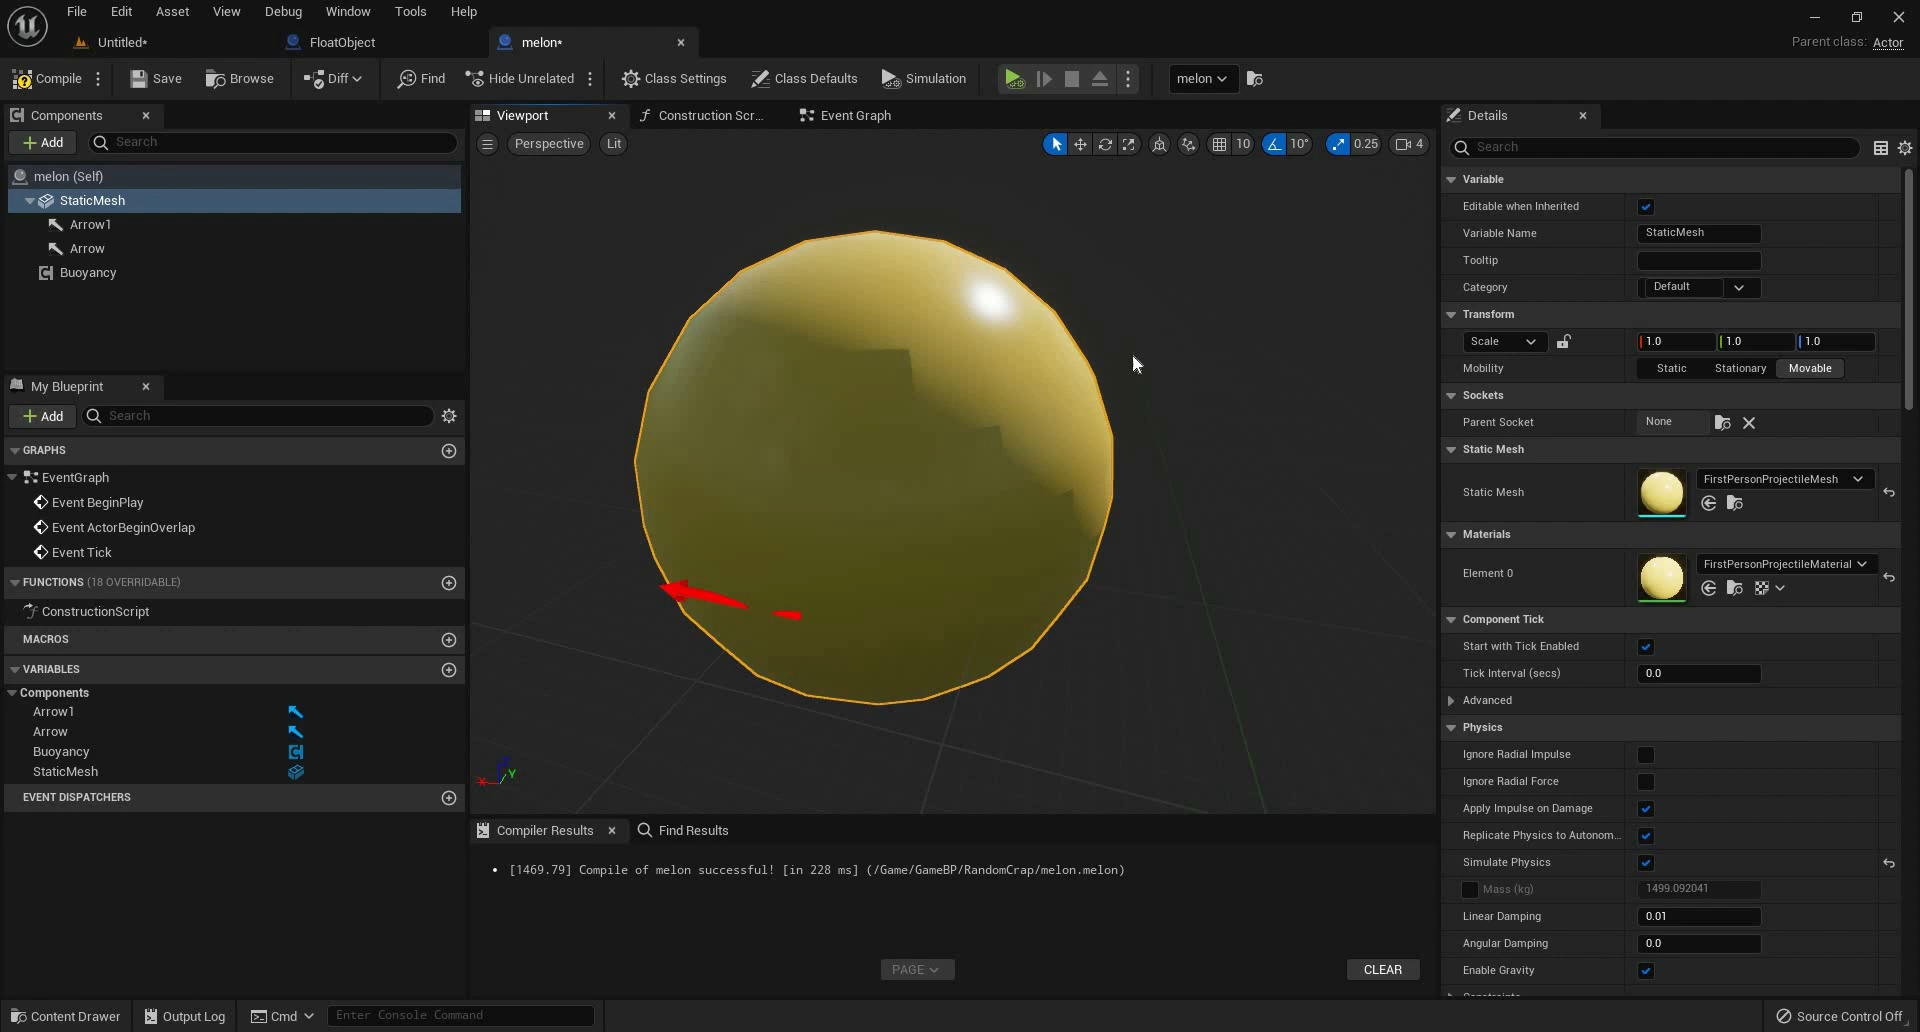 File Edit Asset View Debug Window Tools Help
Untitled* FloatObject melon*
Parent class: Actor
Compile Save Browse Diff Find Hide Unrelated Class Settings Class Defaults Simulation melon
Components
Add Search
melon (Self)
StaticMesh
Arrow1
Arrow
Buoyancy
My Blueprint
Add Search
GRAPHS
EventGraph
Event BeginPlay
Event ActorBeginOverlap
Event Tick
FUNCTIONS (18 OVERRIDABLE)
ConstructionScript
MACROS
VARIABLES
Components
Arrow1
Arrow
Buoyancy
StaticMesh
EVENT DISPATCHERS
Viewport Construction Scr... Event Graph
Perspective Lit 10 10° 0.25 4
X Y
Compiler Results Find Results
• [1469.79] Compile of melon successful! [in 228 ms] (/Game/GameBP/RandomCrap/melon.melon)
PAGE CLEAR
Details
Search
Variable
Editable when Inherited
Variable Name StaticMesh
Tooltip
Category Default
Transform
Scale 1.0 1.0 1.0
Mobility Static Stationary Movable
Sockets
Parent Socket None
Static Mesh
Static Mesh FirstPersonProjectileMesh
Materials
Element 0 FirstPersonProjectileMaterial
Component Tick
Start with Tick Enabled
Tick Interval (secs) 0.0
Advanced
Physics
Ignore Radial Impulse
Ignore Radial Force
Apply Impulse on Damage
Replicate Physics to Autonom...
Simulate Physics
Mass (kg) 1499.092041
Linear Damping 0.01
Angular Damping 0.0
Enable Gravity
Content Drawer Output Log Cmd Enter Console Command Source Control Off